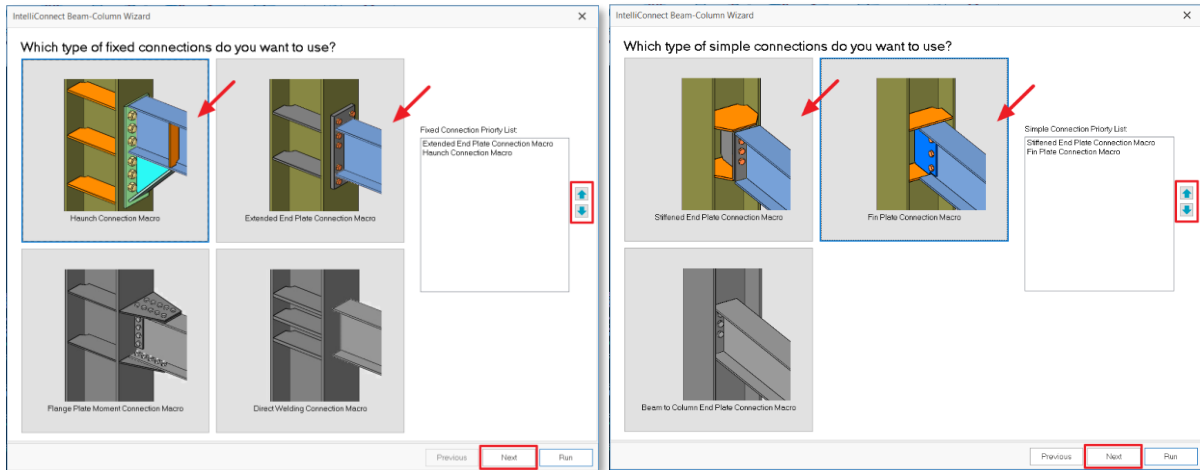 IntelliConnect Beam-Column Wizard
Which type of fixed connections do you want to use?
Haunch Connection Macro
Extended End Plate Connection Macro
Flange Plate Moment Connection Macro
Direct Welding Connection Macro
Fixed Connection Priorty List:
Extended End Plate Connection Macro
Haunch Connection Macro
Previous
Next
Run
IntelliConnect Beam-Column Wizard
Which type of simple connections do you want to use?
Stiffened End Plate Connection Macro
Fin Plate Connection Macro
Beam to Column End Plate Connection Macro
Simple Connection Priorty List:
Stiffened End Plate Connection Macro
Fin Plate Connection Macro
Previous
Next
Run